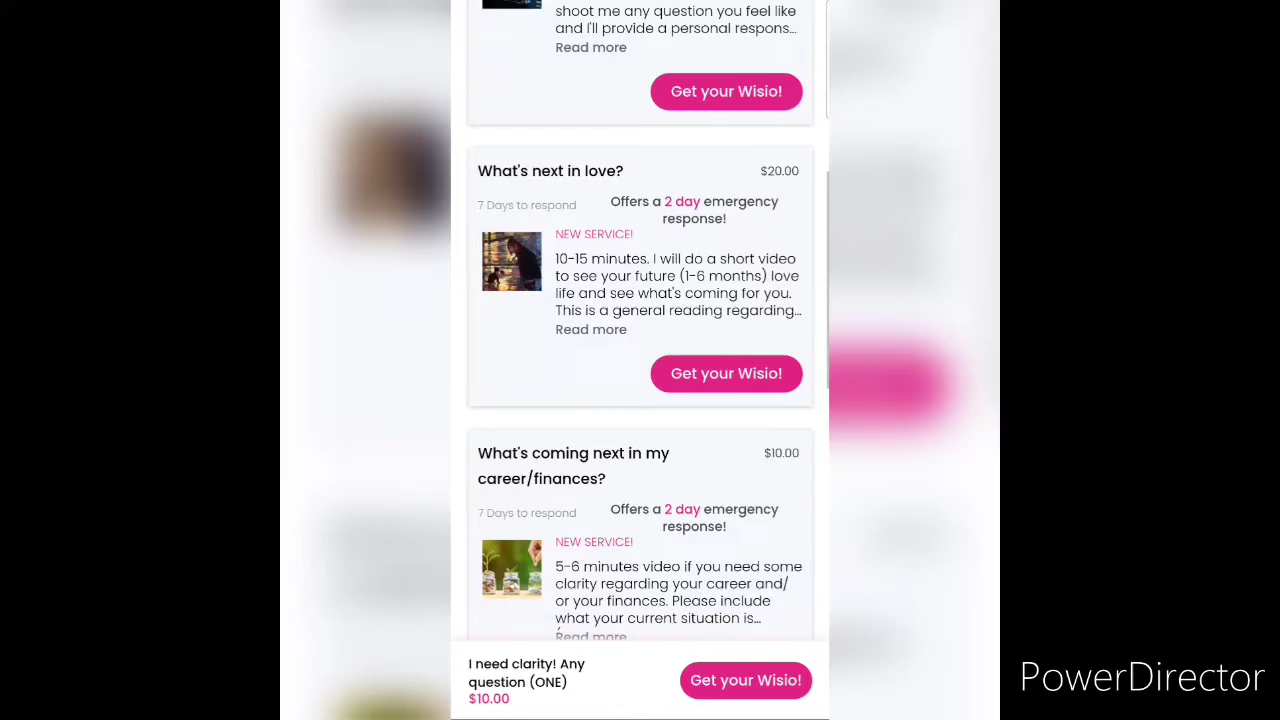 shoot me any question you feel like
and I'll provide a personal respons...
Read more
Get your Wisio!
What's next in love?
$20.00
7 Days to respond
Offers a 2 day emergency
response!
NEW SERVICE!
10-15 minutes. I will do a short video
to see your future (1-6 months) love
life and see what's coming for you.
This is a general reading regarding...
Read more
Get your Wisio!
What's coming next in my
career/finances?
$10.00
7 Days to respond
Offers a 2 day emergency
response!
NEW SERVICE!
5-6 minutes video if you need some
clarity regarding your career and/
or your finances. Please include
what your current situation is...
Read more
I need clarity! Any
question (ONE)
$10.00
Get your Wisio!
PowerDirector